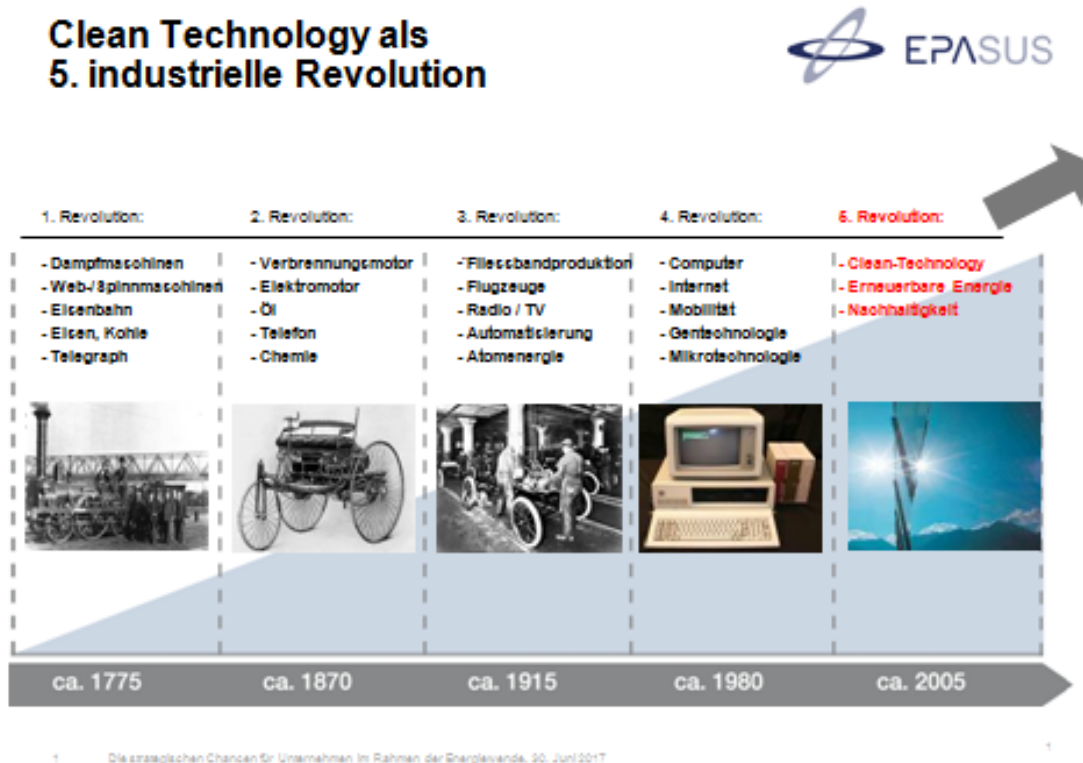 Clean Technology als
5. industrielle Revolution
EPASUS
1. Revolution:
- Dampfmaschinen
- Web-/Spinnmaschinen
- Eisenbahn
- Eisen, Kohle
- Telegraph
2. Revolution:
- Verbrennungsmotor
- Elektromotor
- Öl
- Telefon
- Chemie
3. Revolution:
- Fliessbandproduktion
- Flugzeuge
- Radio / TV
- Automatisierung
- Atomenergie
4. Revolution:
- Computer
- Internet
- Mobilität
- Gentechnologie
- Mikrotechnologie
5. Revolution:
- Clean-Technology
- Erneuerbare Energie
- Nachhaltigkeit
ca. 1775
ca. 1870
ca. 1915
ca. 1980
ca. 2005
1 Die strategischen Chancen für Unternehmen im Rahmen der Energiewende, 30. Juni 2017
1